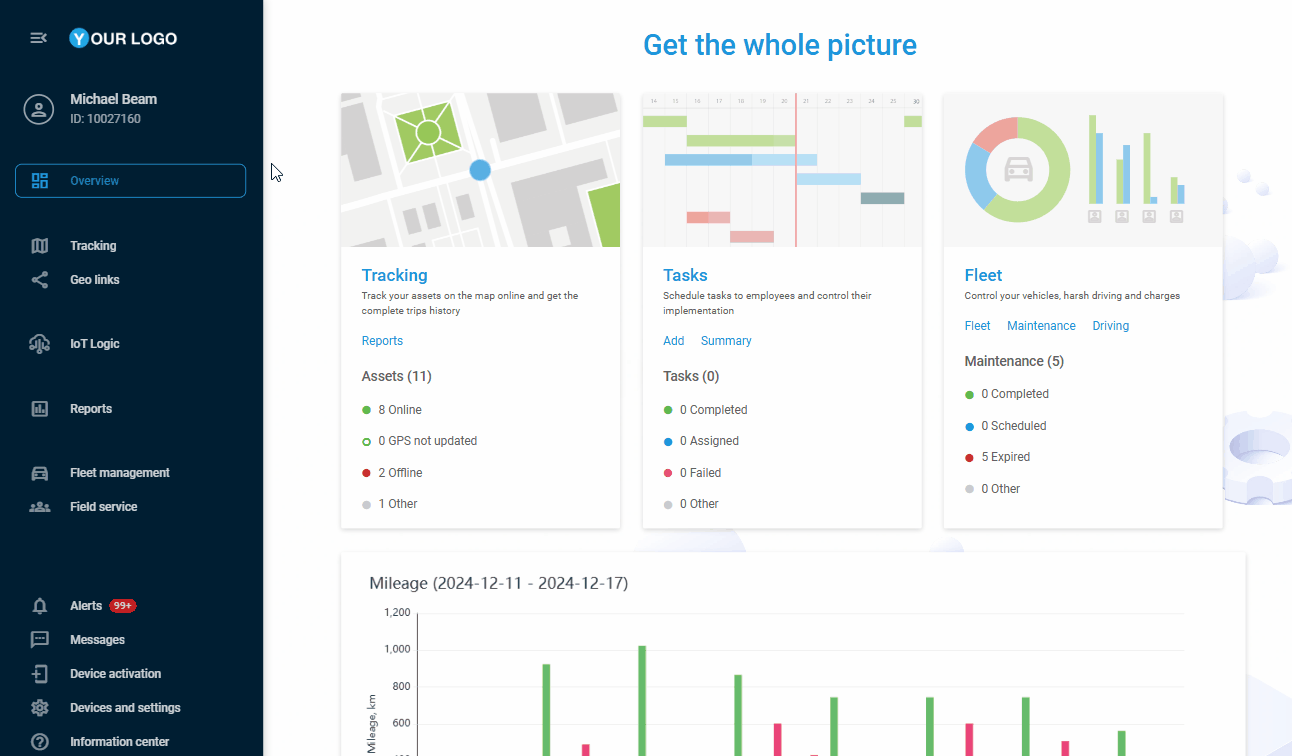 YOUR LOGO
Michael Beam
ID: 10027160
Overview
Tracking
Geo links
IoT Logic
Reports
Fleet management
Field service
Alerts 99+
Messages
Device activation
Devices and settings
Information center
Get the whole picture
Tracking
Track your assets on the map online and get the
complete trips history
Reports
Assets (11)
8 Online
0 GPS not updated
2 Offline
1 Other
14 15 16 17 18 19 20 21 22 23 24 25 30
Tasks
Schedule tasks to employees and control their
implementation
Add Summary
Tasks (0)
0 Completed
0 Assigned
0 Failed
0 Other
Fleet
Control your vehicles, harsh driving and charges
Fleet Maintenance Driving
Maintenance (5)
0 Completed
0 Scheduled
5 Expired
0 Other
Mileage (2024-12-11 - 2024-12-17)
1,200
1,000
800
600
Mileage, km